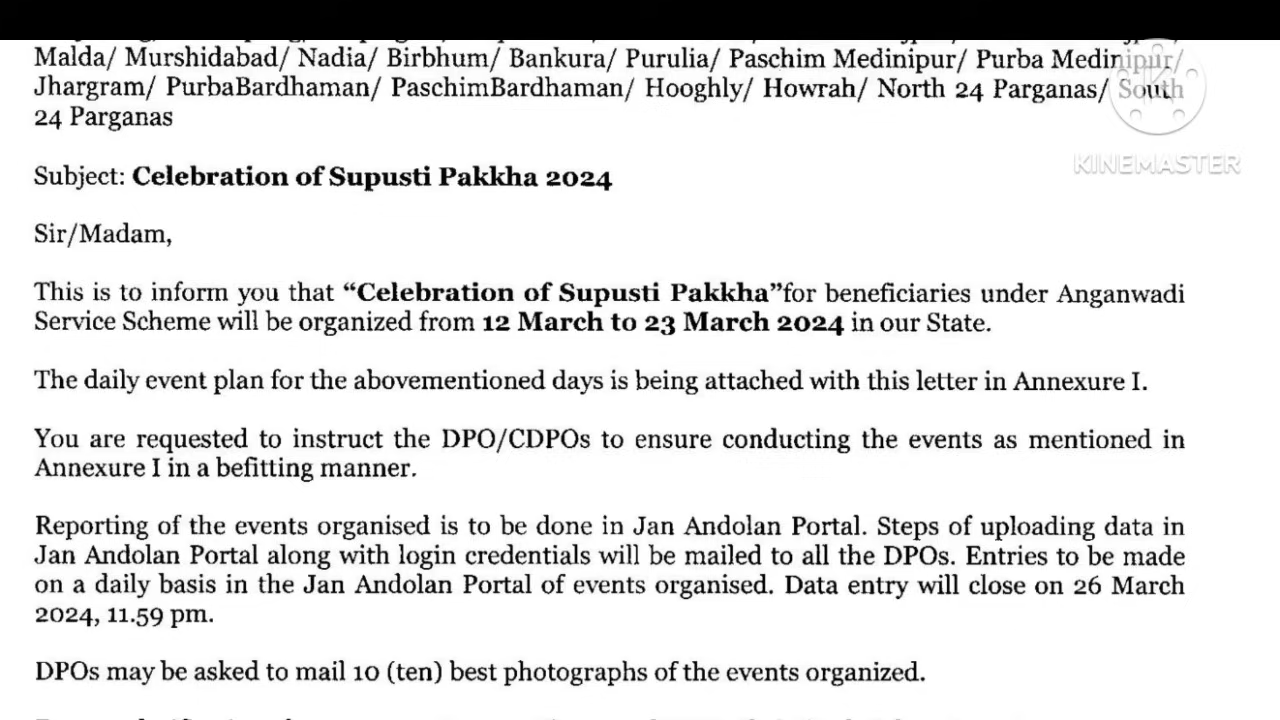 Malda/ Murshidabad/ Nadia/ Birbhum/ Bankura/ Purulia/ Paschim Medinipur/ Purba Medinipur/
Jhargram/ PurbaBardhaman/ PaschimBardhaman/ Hooghly/ Howrah/ North 24 Parganas/ South
24 Parganas
KINEMASTER
Subject: Celebration of Supusti Pakkha 2024
Sir/Madam,
This is to inform you that “Celebration of Supusti Pakkha”for beneficiaries under Anganwadi
Service Scheme will be organized from 12 March to 23 March 2024 in our State.
The daily event plan for the abovementioned days is being attached with this letter in Annexure I.
You are requested to instruct the DPO/CDPOs to ensure conducting the events as mentioned in
Annexure I in a befitting manner.
Reporting of the events organised is to be done in Jan Andolan Portal. Steps of uploading data in
Jan Andolan Portal along with login credentials will be mailed to all the DPOs. Entries to be made
on a daily basis in the Jan Andolan Portal of events organised. Data entry will close on 26 March
2024, 11.59 pm.
DPOs may be asked to mail 10 (ten) best photographs of the events organized.